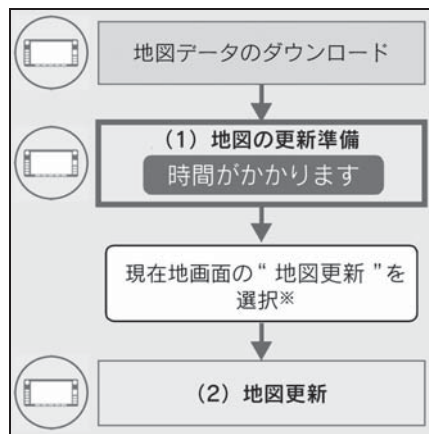 地図データのダウンロード
(1) 地図の更新準備
時間がかかります
現在地画面の“ 地図更新 ”を
選択※
(2) 地図更新